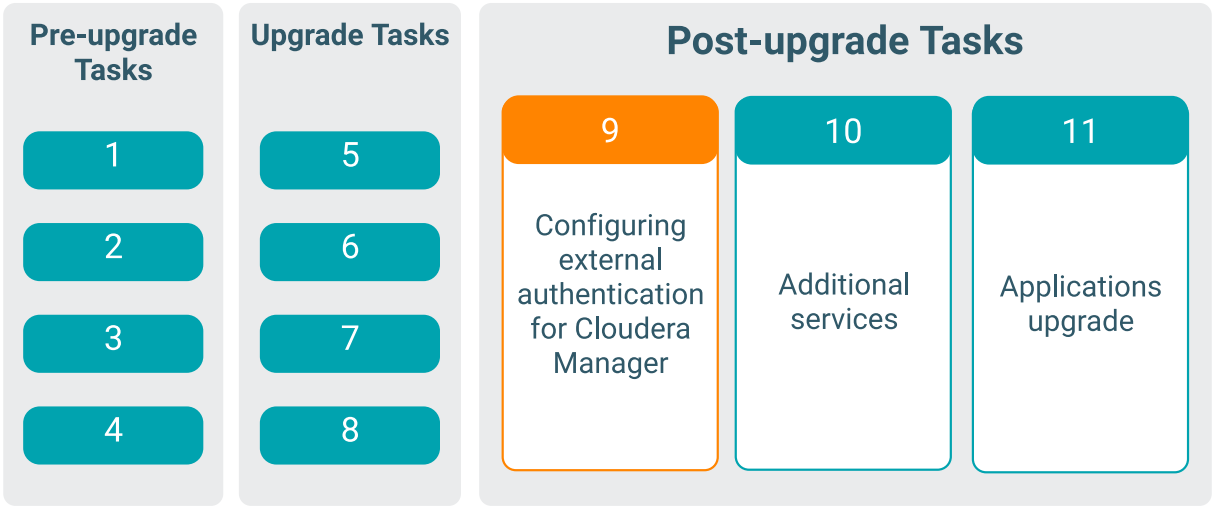 Pre-upgrade
Tasks
1
2
3
4
Upgrade Tasks
5
6
7
8
Post-upgrade Tasks
9
Configuring
external
authentication
for Cloudera
Manager
10
Additional
services
11
Applications
upgrade